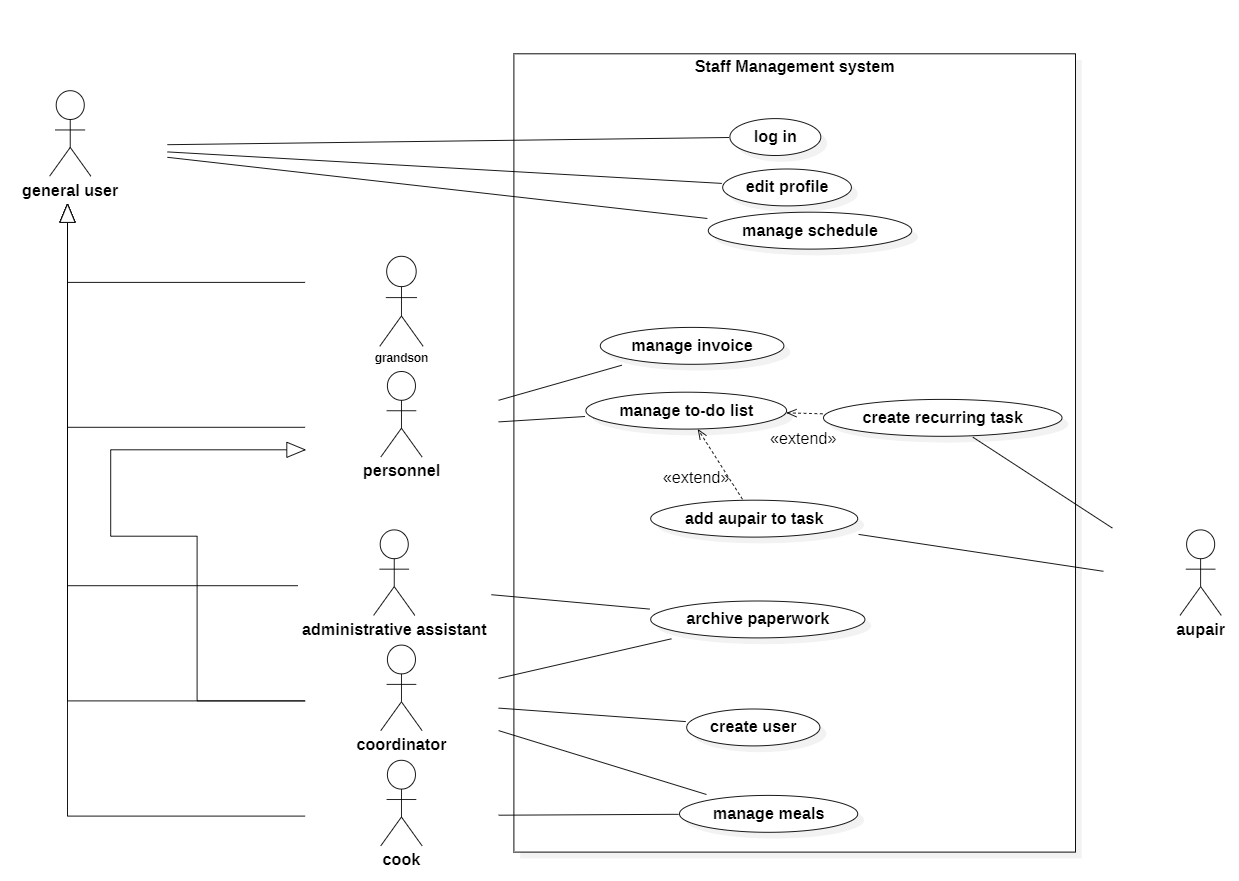 Staff Management system
log in
edit profile
general user
manage schedule
manage invoice
grandson
manage to-do list
create recurring task
«extend»
personnel
«extend»
add aupair to task
archive paperwork
administrative assistant
aupair
create user
coordinator
manage meals
cook